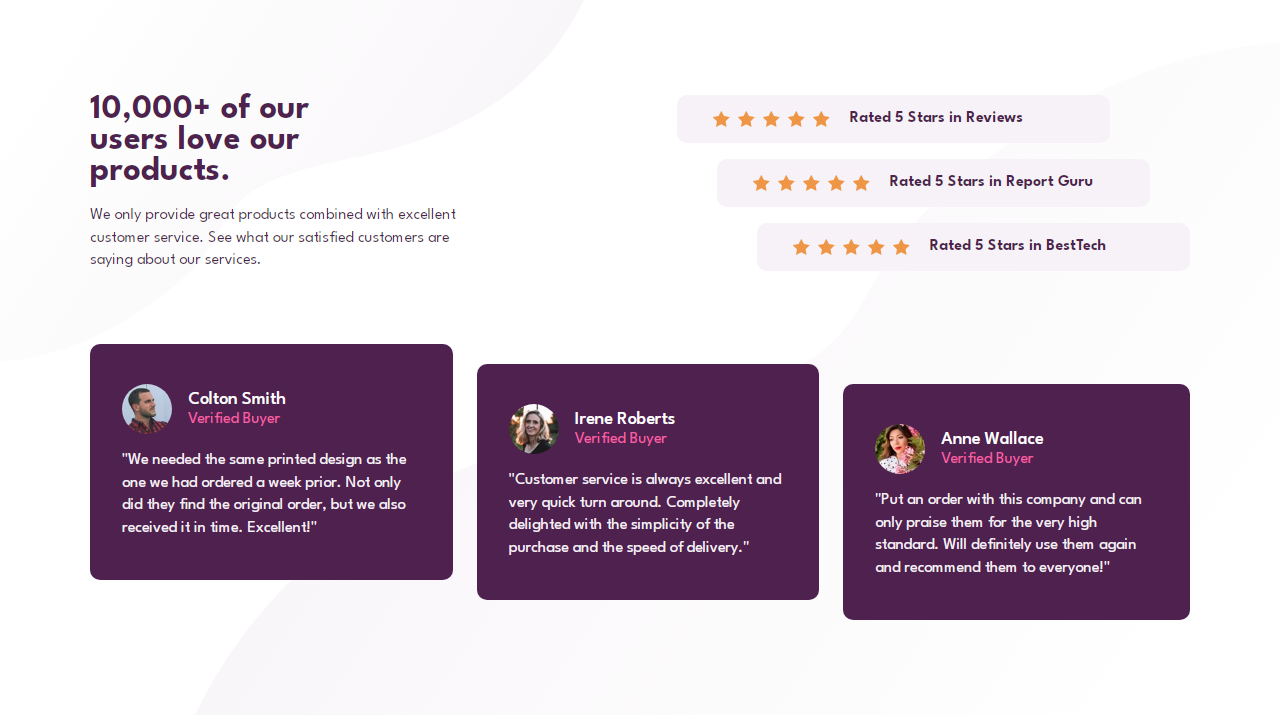 10,000+ of our
users love our
products.
We only provide great products combined with excellent
customer service. See what our satisfied customers are
saying about our services.
Rated 5 Stars in Reviews
Rated 5 Stars in Report Guru
Rated 5 Stars in BestTech
Colton Smith
Verified Buyer
"We needed the same printed design as the
one we had ordered a week prior. Not only
did they find the original order, but we also
received it in time. Excellent!"
Irene Roberts
Verified Buyer
"Customer service is always excellent and
very quick turn around. Completely
delighted with the simplicity of the
purchase and the speed of delivery."
Anne Wallace
Verified Buyer
"Put an order with this company and can
only praise them for the very high
standard. Will definitely use them again
and recommend them to everyone!"